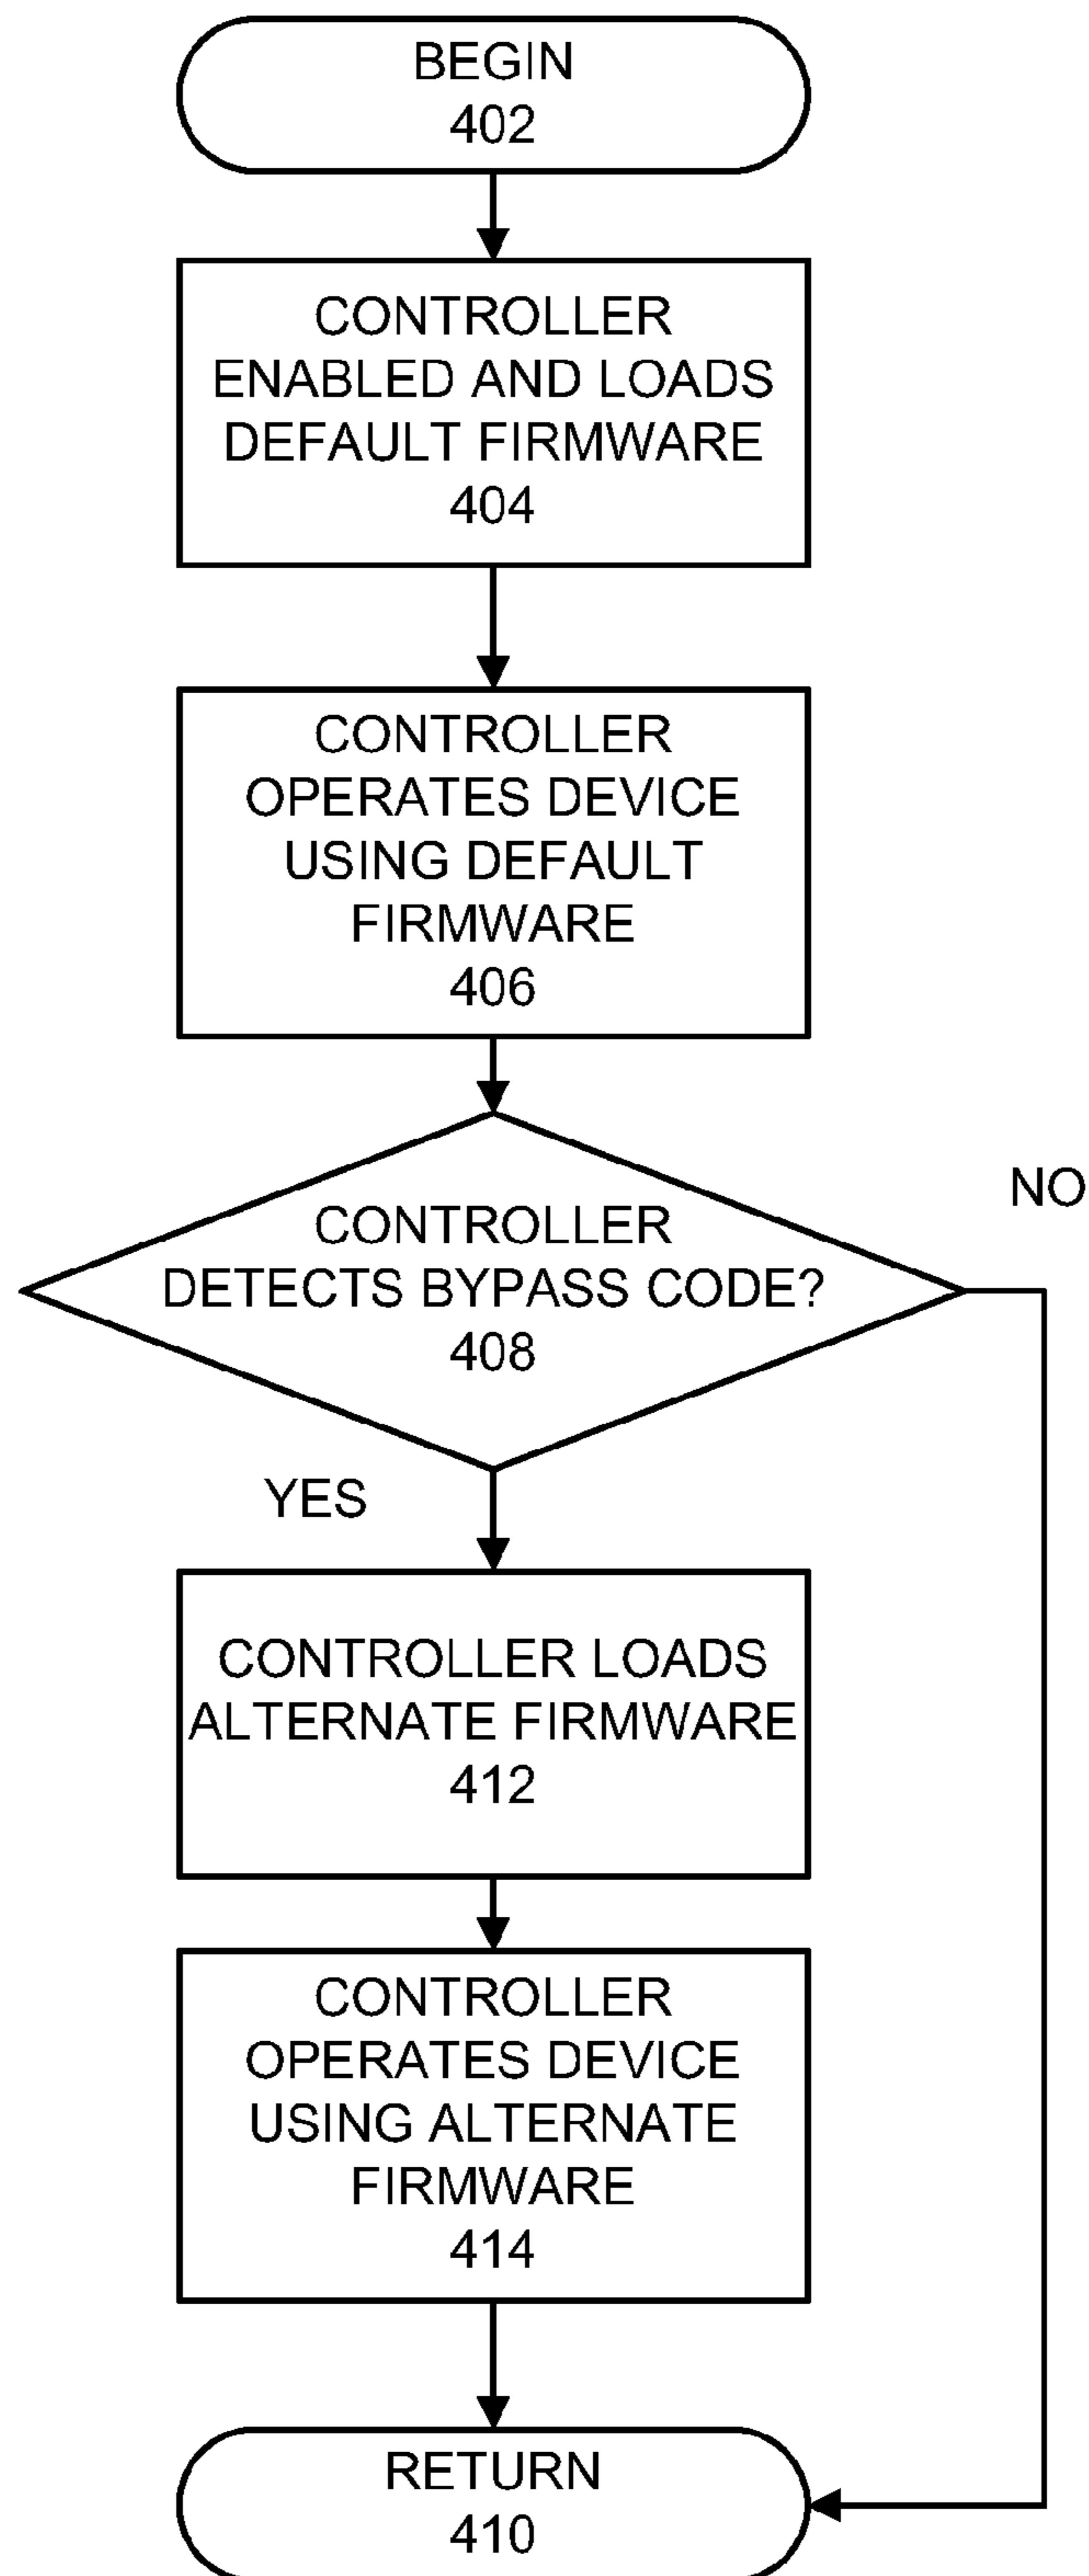 BEGIN
402
CONTROLLER
ENABLED AND LOADS
DEFAULT FIRMWARE
404
CONTROLLER
OPERATES DEVICE
USING DEFAULT
FIRMWARE
406
CONTROLLER
DETECTS BYPASS CODE?
408
NO
YES
CONTROLLER LOADS
ALTERNATE FIRMWARE
412
CONTROLLER
OPERATES DEVICE
USING ALTERNATE
FIRMWARE
414
RETURN
410